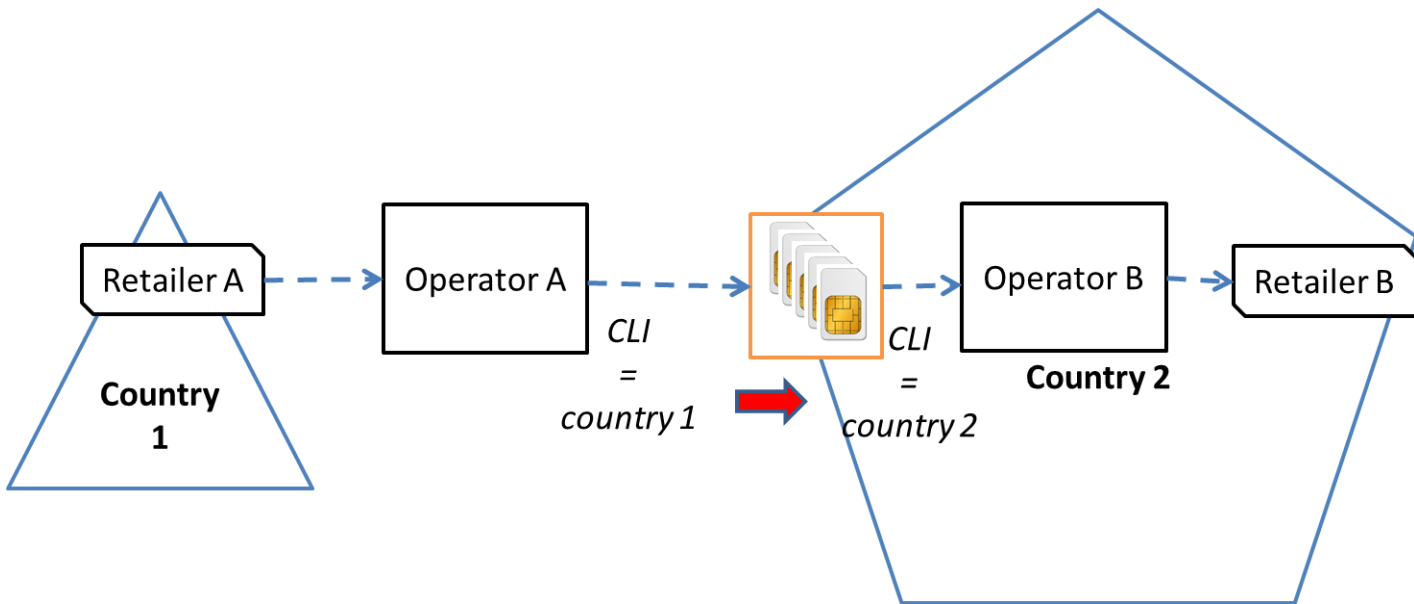 Retailer A
Operator A
Operator B
Retailer B
CLI
=
country 1
CLI
=
country 2
Country
1
Country 2